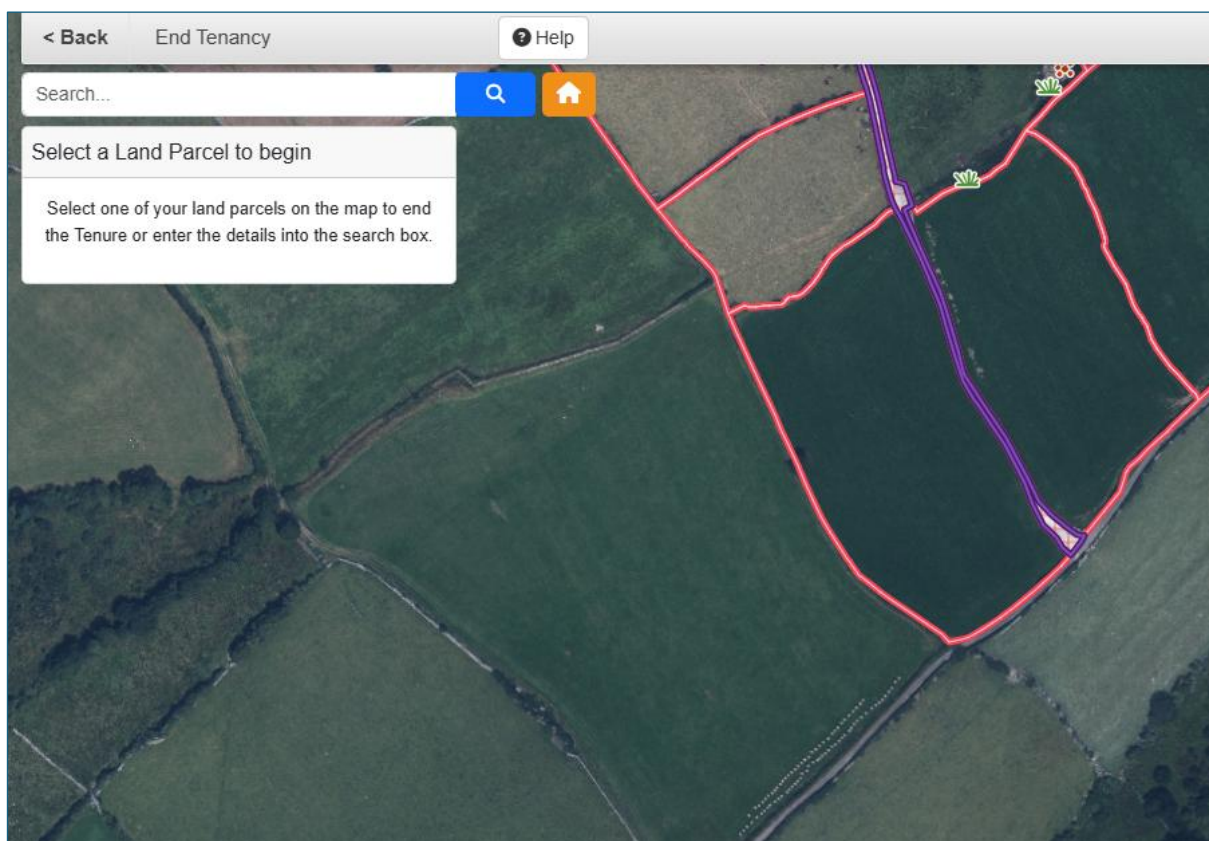 < Back End Tenancy Help
Search...
Select a Land Parcel to begin
Select one of your land parcels on the map to end
the Tenure or enter the details into the search box.